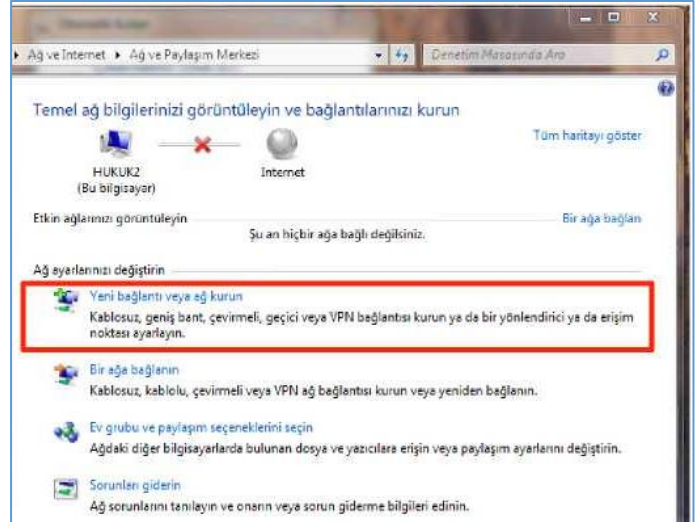 Ağ ve Internet ▸ Ağ ve Paylaşım Merkezi
Denetim Masasında Ara
Temel ağ bilgilerinizi görüntüleyin ve bağlantılarınızı kurun
Tüm haritayı göster
HUKUK2
(Bu bilgisayar)
Internet
Etkin ağlarınızı görüntüleyin
Bir ağa bağlan
Şu an hiçbir ağa bağlı değilsiniz.
Ağ ayarlarınızı değiştirin
Yeni bağlantı veya ağ kurun
Kablosuz, geniş bant, çevirmeli, geçici veya VPN bağlantısı kurun ya da bir yönlendirici ya da erişim
noktası ayarlayın.
Bir ağa bağlanın
Kablosuz, kablolu, çevirmeli veya VPN ağ bağlantısı kurun veya yeniden bağlanın.
Ev grubu ve paylaşım seçeneklerini seçin
Ağdaki diğer bilgisayarlarda bulunan dosya ve yazıcılara erişin veya paylaşım ayarlarını değiştirin.
Sorunları giderin
Ağ sorunlarını tanılayın ve onarın veya sorun giderme bilgileri edinin.